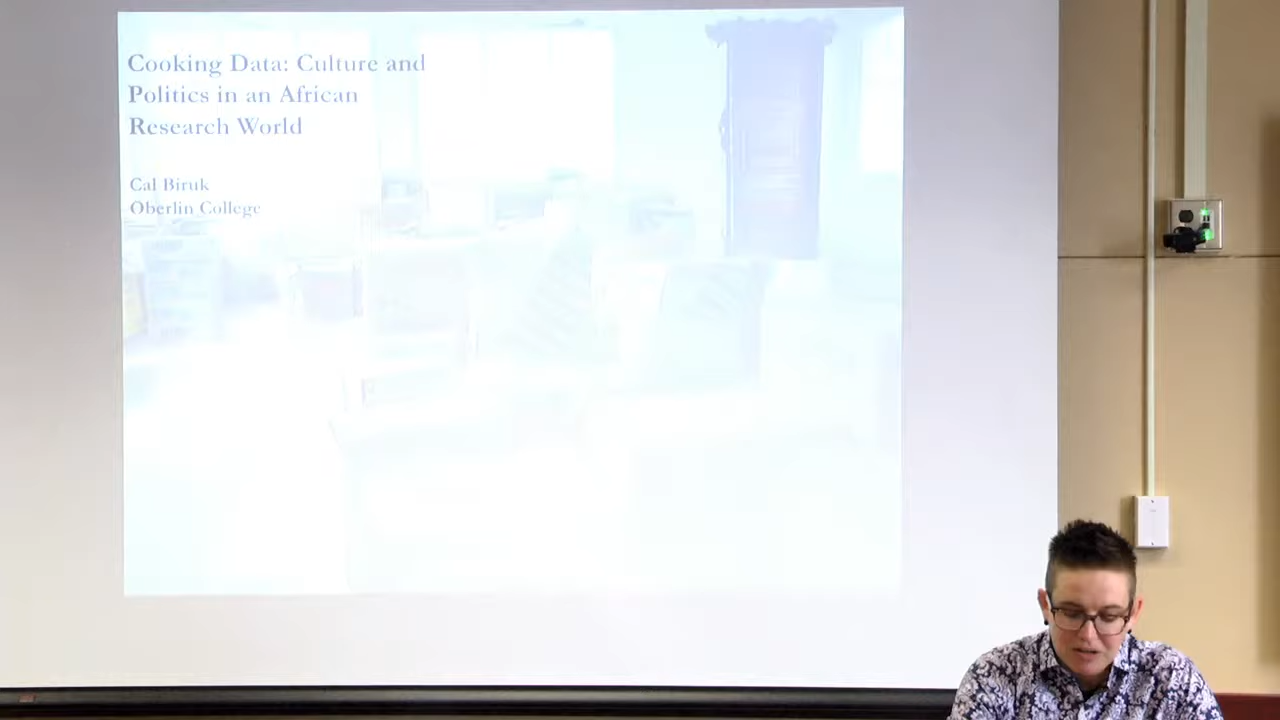 Cooking Data: Culture and
Politics in an African
Research World
Cal Biruk
Oberlin College